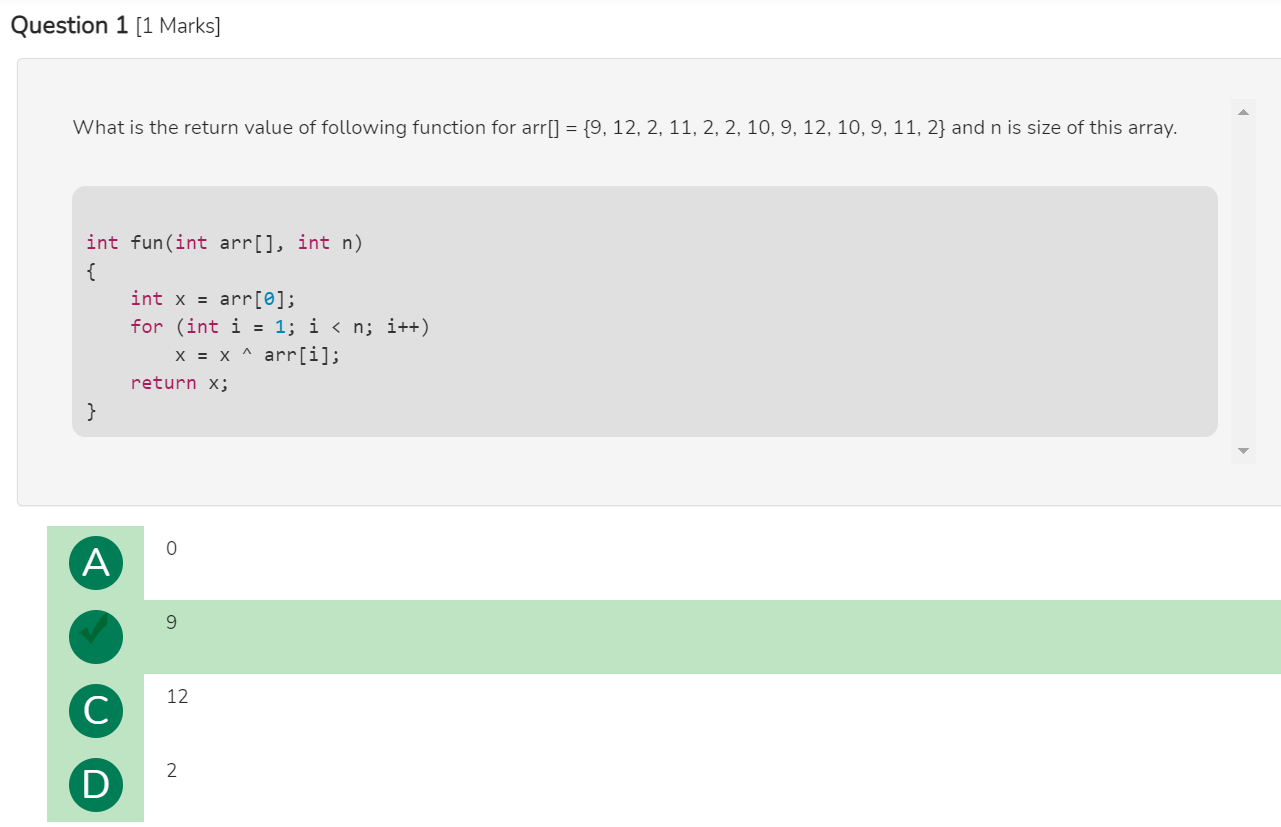 Question 1 [1 Marks]
What is the return value of following function for arr[] = {9, 12, 2, 11, 2, 2, 10, 9, 12, 10, 9, 11, 2} and n is size of this array.
int fun(int arr[], int n)
{
    int x = arr[0];
    for (int i = 1; i < n; i++)
        x = x ^ arr[i];
    return x;
}
A 0
9
C 12
D 2